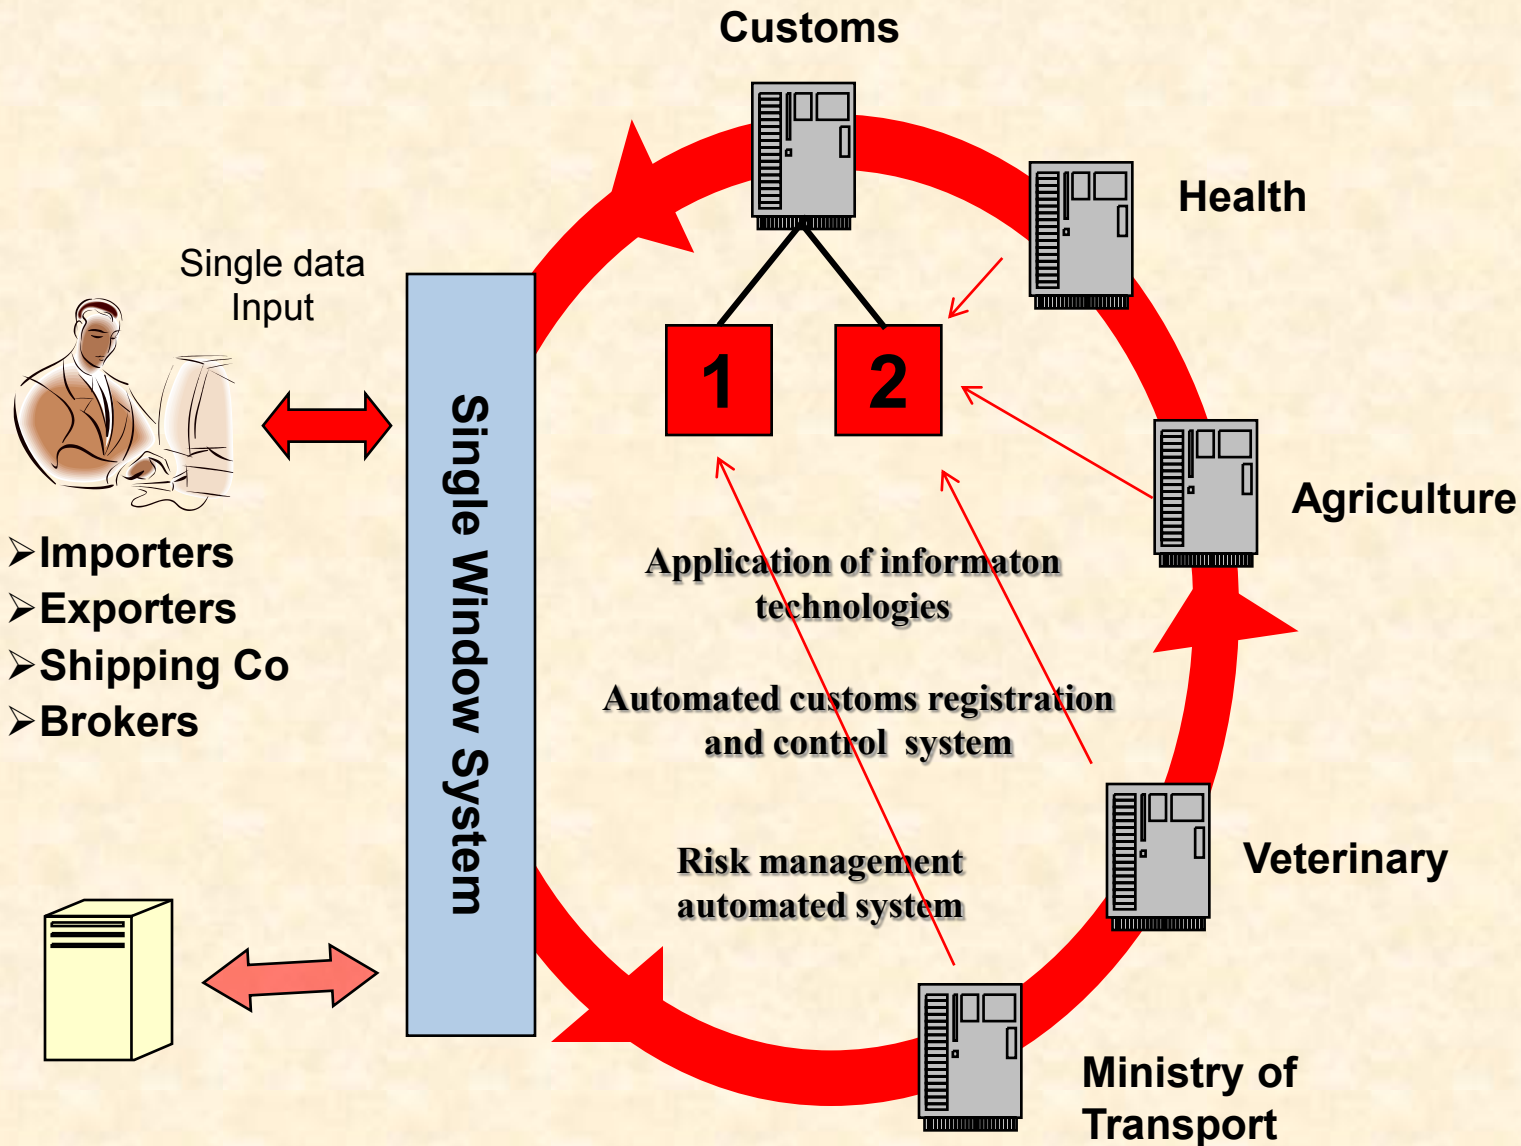 Customs
Health
Single data
Input
1
2
Single Window System
Agriculture
➢Importers
➢Exporters
➢Shipping Co
➢Brokers
Application of informaton
technologies
Automated customs registration
and control system
Risk management
automated system
Veterinary
Ministry of
Transport